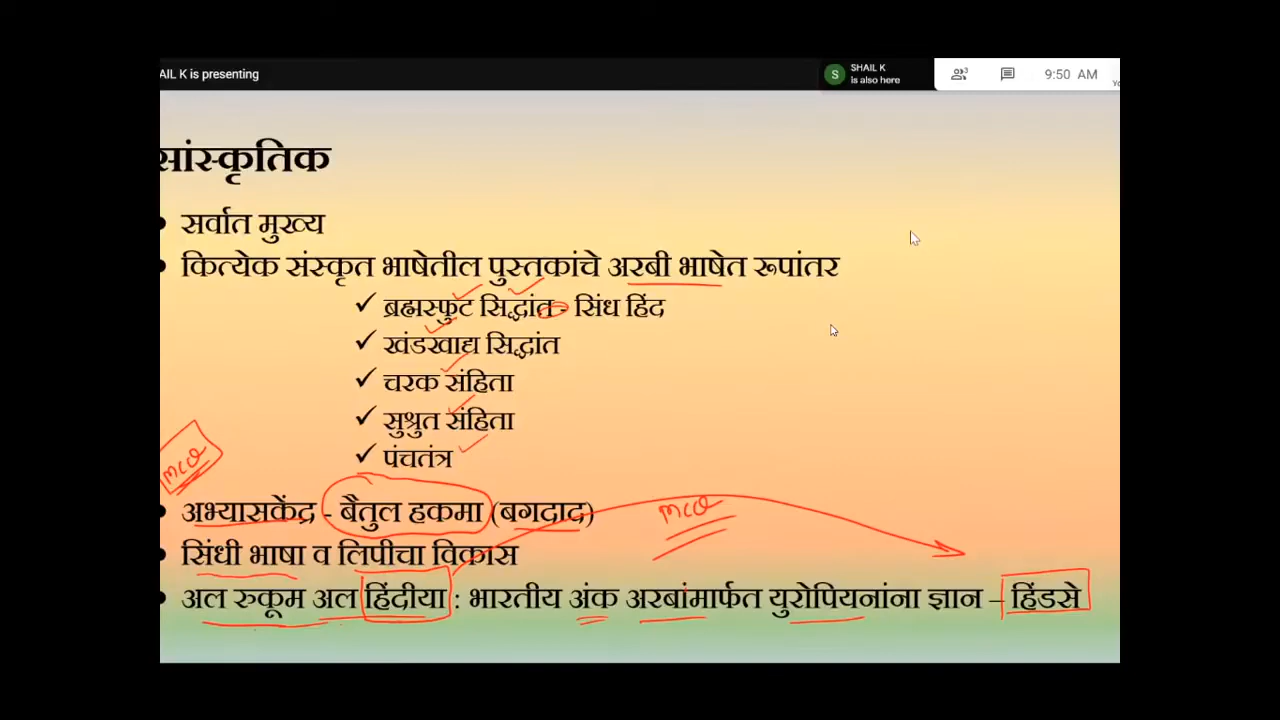 AIL K is presenting
SHAIL K
is also here
3
9:50 AM
सांस्कृतिक
• सर्वात मुख्य
• कित्येक संस्कृत भाषेतील पुस्तकांचे अरबी भाषेत रूपांतर
✓ ब्रह्मस्फुट सिद्धांत - सिंध हिंद
✓ खंडखाद्य सिद्धांत
✓ चरक संहिता
✓ सुश्रुत संहिता
✓ पंचतंत्र
MCQ
• अभ्यासकेंद्र - बैतुल हकमा (बगदाद)
MCQ
• सिंधी भाषा व लिपीचा विकास
• अल रुकूम अल हिंदीया : भारतीय अंक अरबांमार्फत युरोपियनांना ज्ञान – हिंडसे